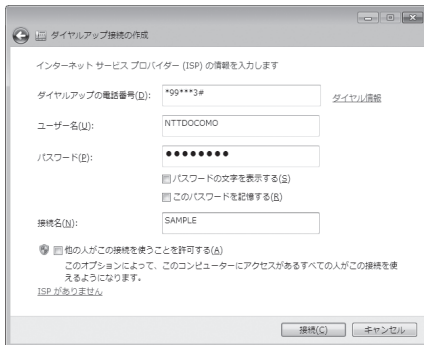 ダイヤルアップ接続の作成
インターネット サービス プロバイダー (ISP) の情報を入力します
ダイヤルアップの電話番号(D): *99***3# ダイヤル情報
ユーザー名(U): NTTDOCOMO
パスワード(P): ●●●●●●●●
パスワードの文字を表示する(S)
このパスワードを記憶する(R)
接続名(N): SAMPLE
他の人がこの接続を使うことを許可する(A)
このオプションによって、このコンピューターにアクセスがあるすべての人がこの接続を使
えるようになります。
ISP がありません
接続(C) キャンセル